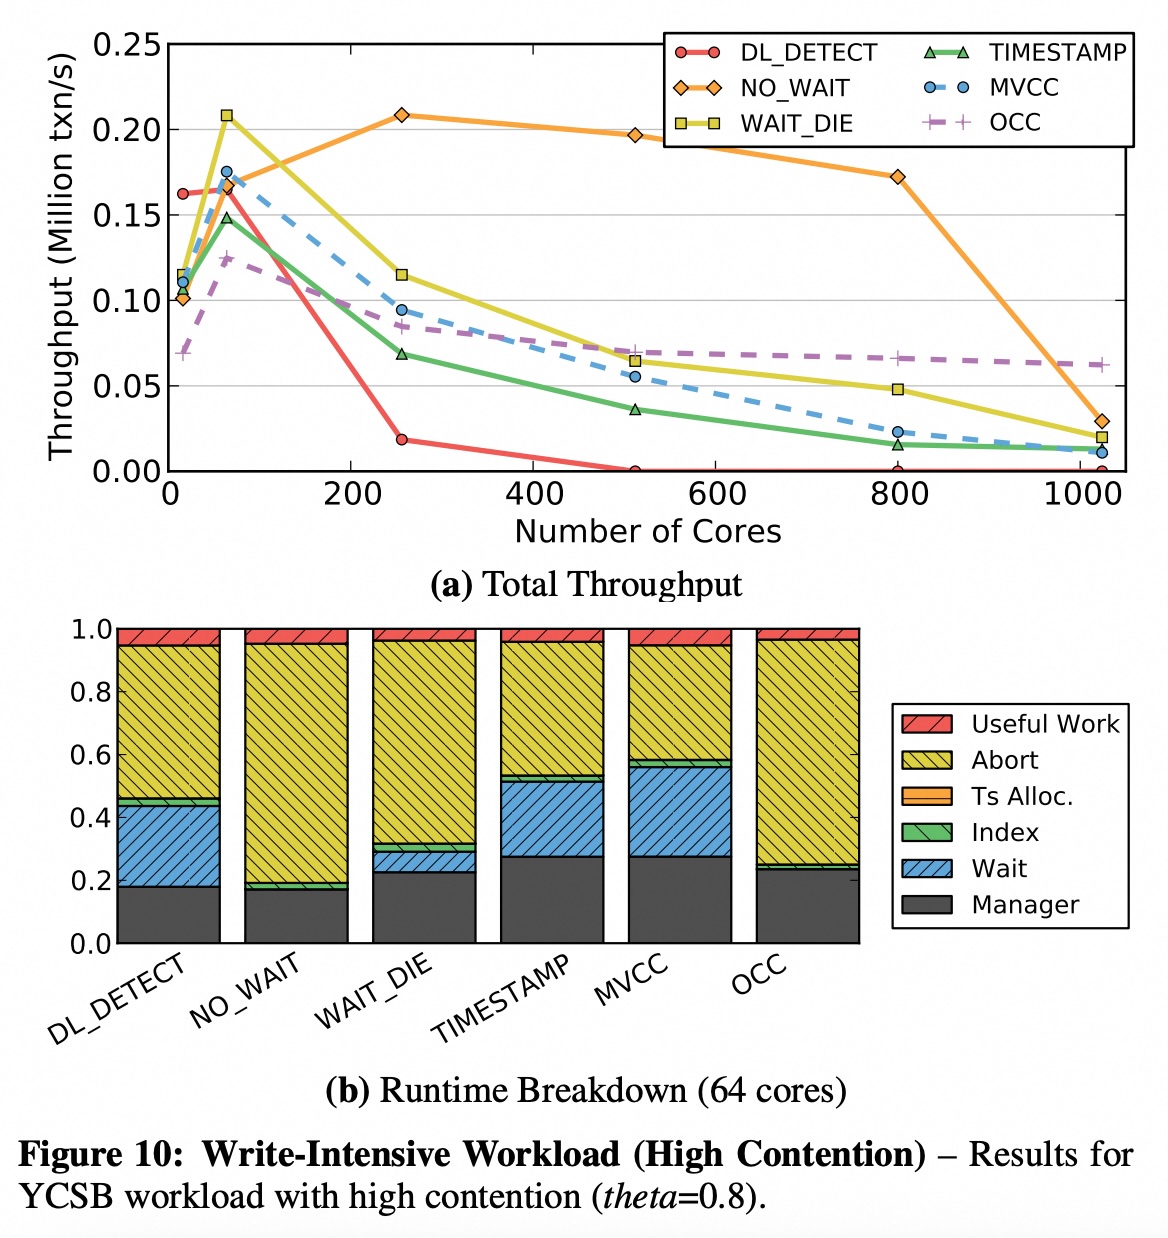 0.25
0.20
0.15
0.10
0.05
0.00
Throughput (Million txn/s)
DL_DETECT
NO_WAIT
WAIT_DIE
TIMESTAMP
MVCC
OCC
0 200 400 600 800 1000
Number of Cores
(a) Total Throughput
1.0
0.8
0.6
0.4
0.2
0.0
Useful Work
Abort
Ts Alloc.
Index
Wait
Manager
DL_DETECT NO_WAIT WAIT_DIE TIMESTAMP MVCC OCC
(b) Runtime Breakdown (64 cores)
Figure 10: Write-Intensive Workload (High Contention) – Results for
YCSB workload with high contention (theta=0.8).